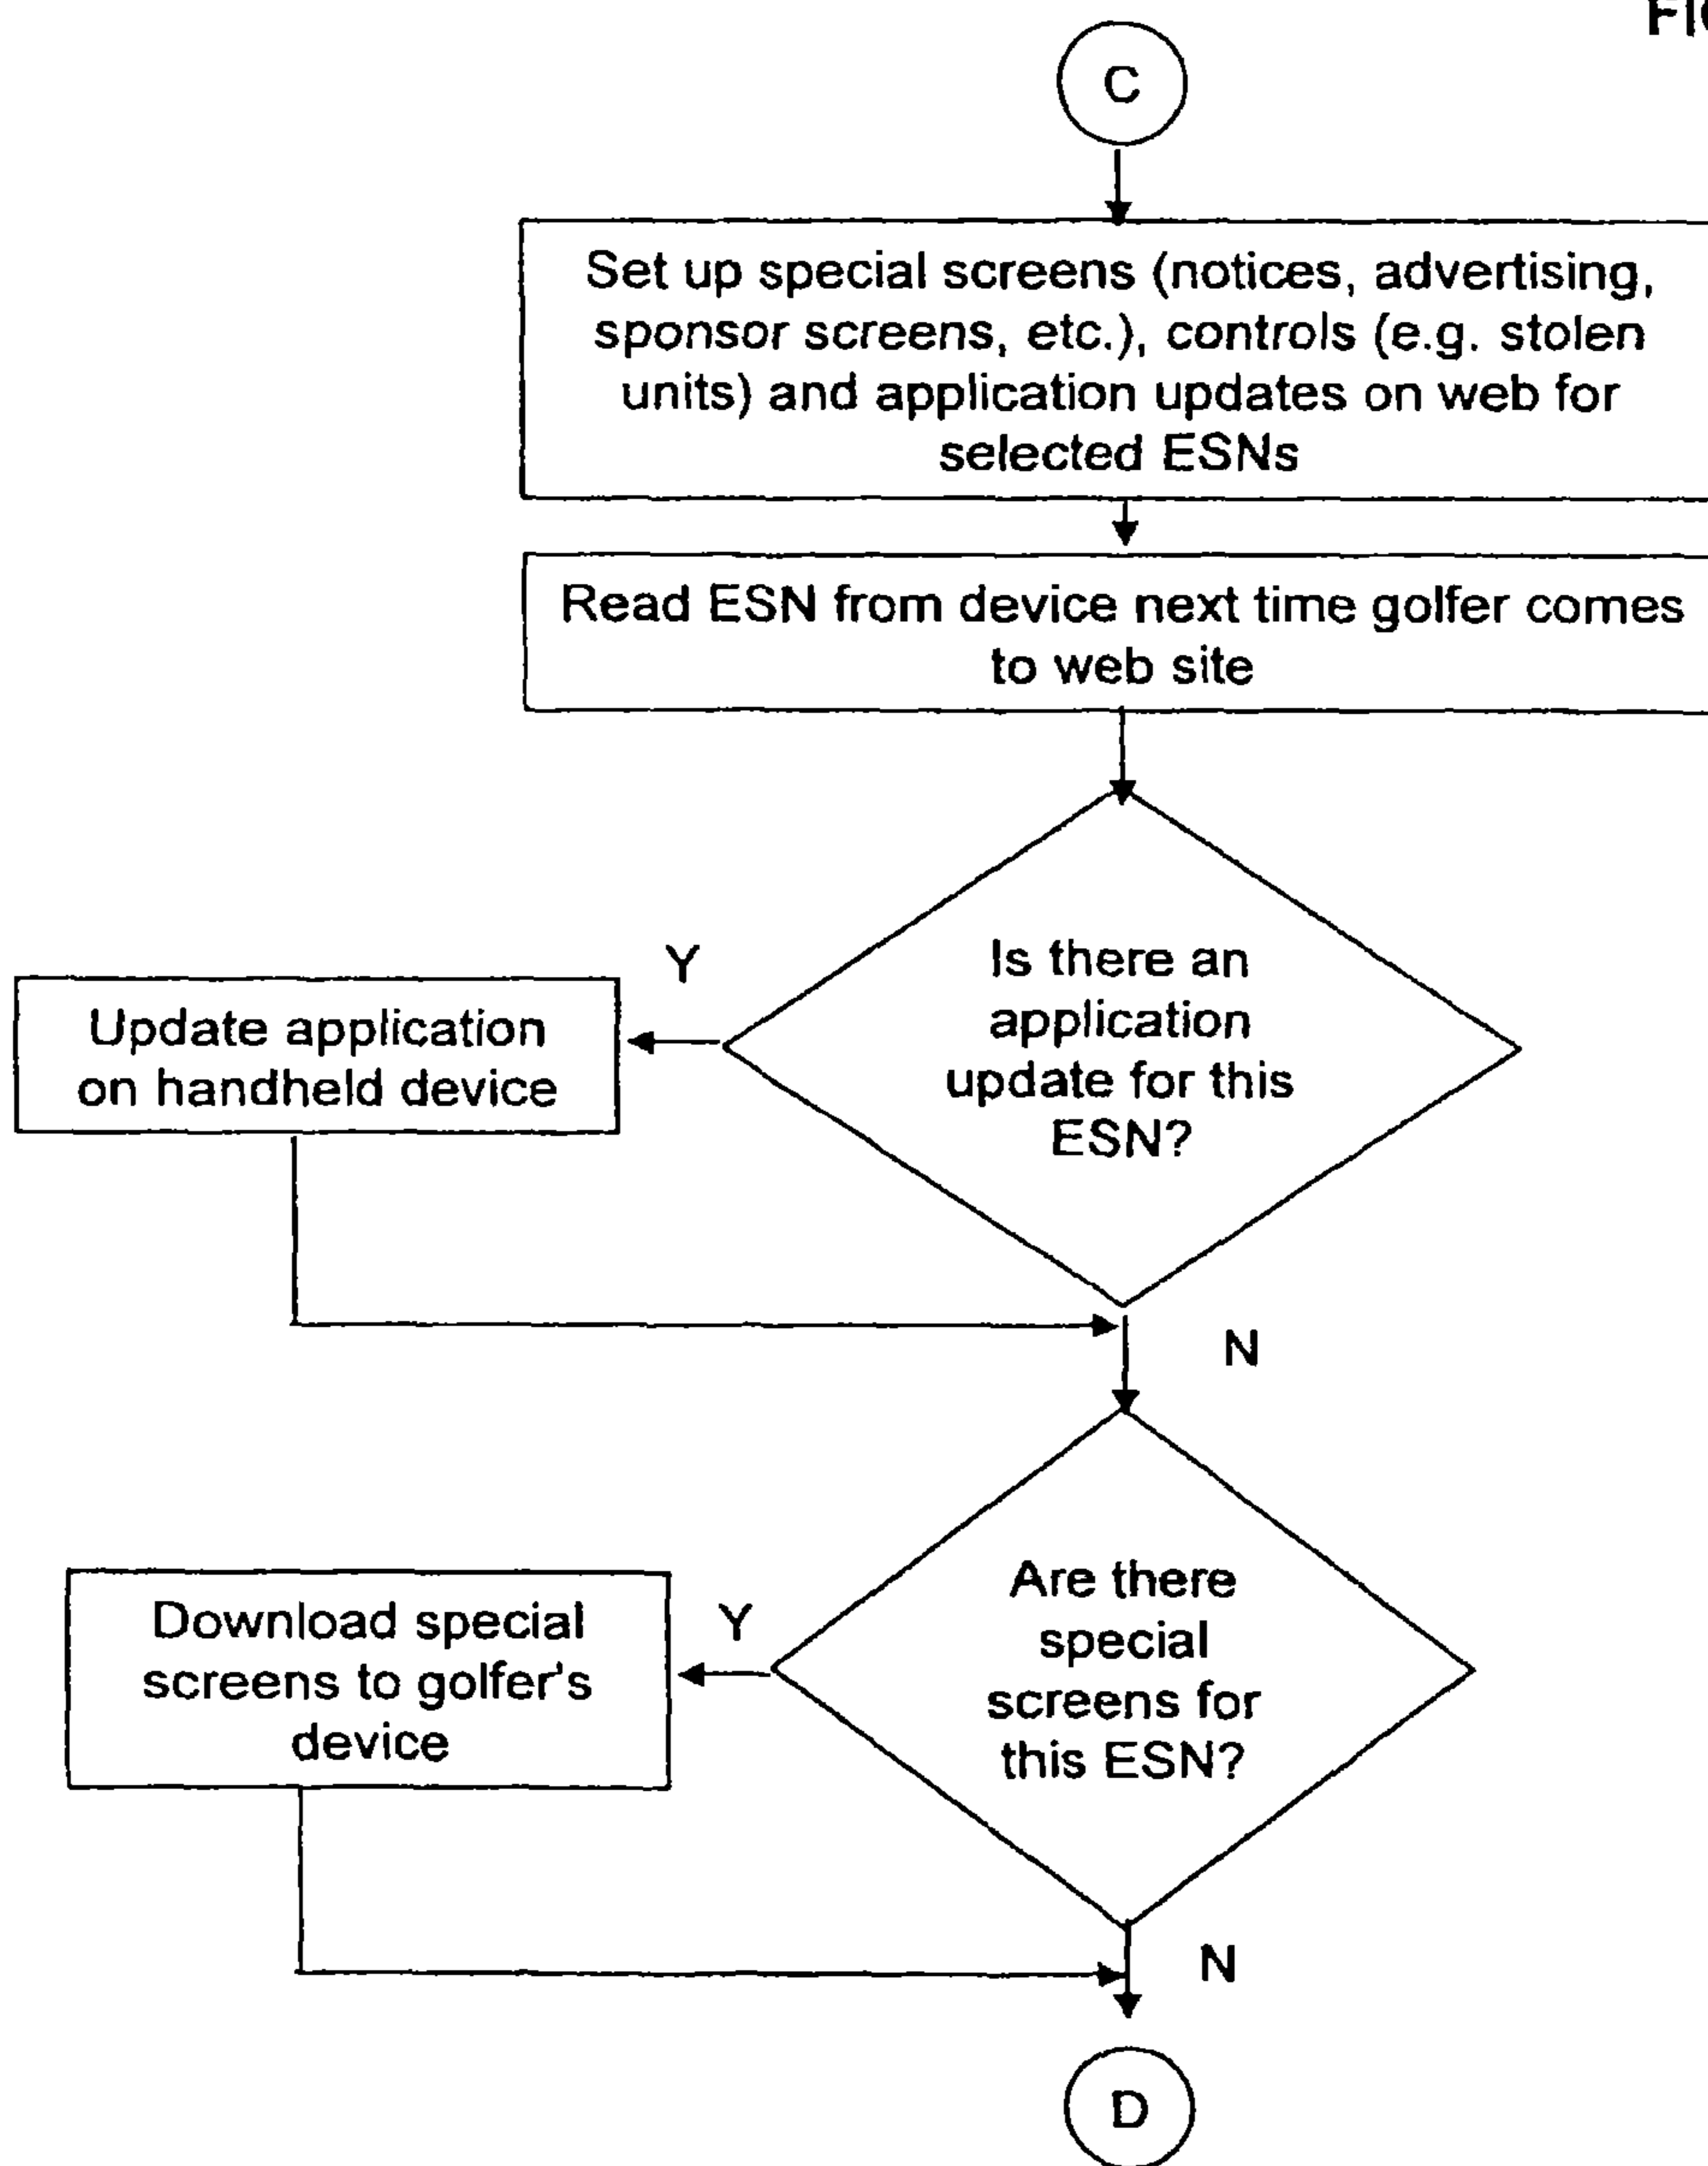 FIG
C
Set up special screens (notices, advertising,
sponsor screens, etc.), controls (e.g. stolen
units) and application updates on web for
selected ESNs
Read ESN from device next time golfer comes
to web site
Is there an
application
update for this
ESN?
Y
Update application
on handheld device
N
Are there
special
screens for
this ESN?
Y
Download special
screens to golfer's
device
N
D